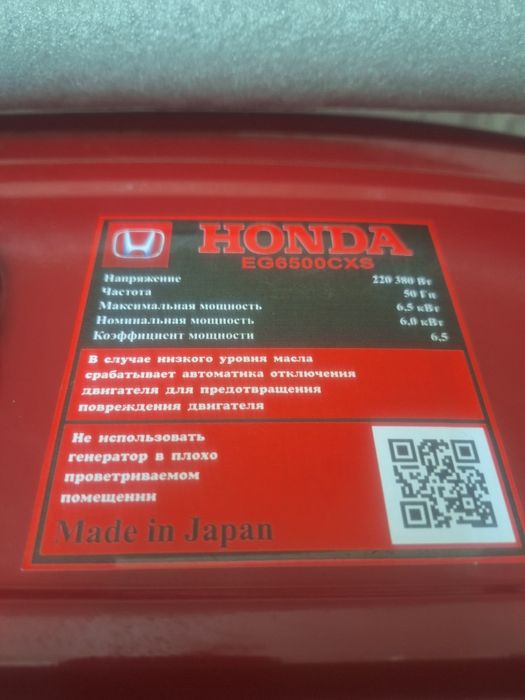 HONDA
EG6500CXS
Напряжение 220 380 Вт
Частота 50 Гц
Максимальная мощность 6,5 кВт
Номинальная мощность 6,0 кВт
Коэффициент мощности 6,5
В случае низкого уровня масла
срабатывает автоматика отключения
двигателя для предотвращения
повреждения двигателя
Не использовать
генератор в плохо
проветриваемом
помещении
Made in Japan